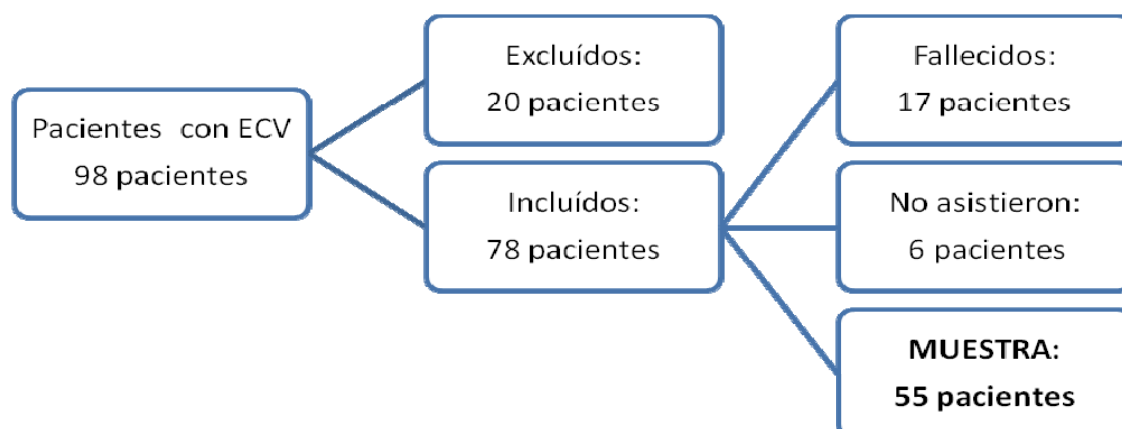 Pacientes con ECV
98 pacientes
Excluídos:
20 pacientes
Incluídos:
78 pacientes
Fallecidos:
17 pacientes
No asistieron:
6 pacientes
MUESTRA:
55 pacientes